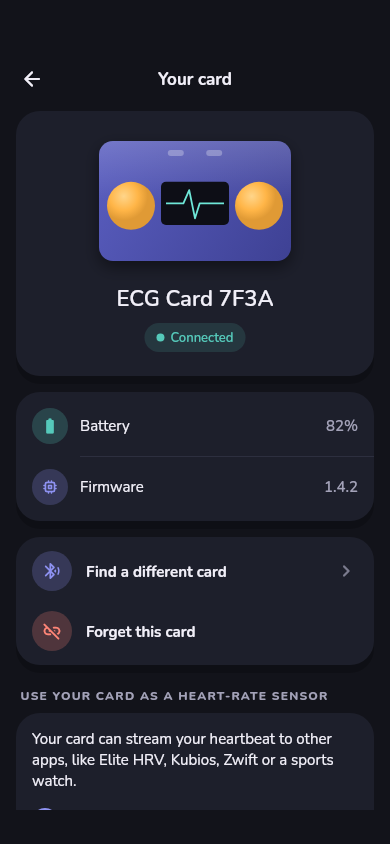 Your card
ECG Card 7F3A
Connected
Battery 82%
Firmware 1.4.2
Find a different card
Forget this card
USE YOUR CARD AS A HEART-RATE SENSOR
Your card can stream your heartbeat to other
apps, like Elite HRV, Kubios, Zwift or a sports
watch.